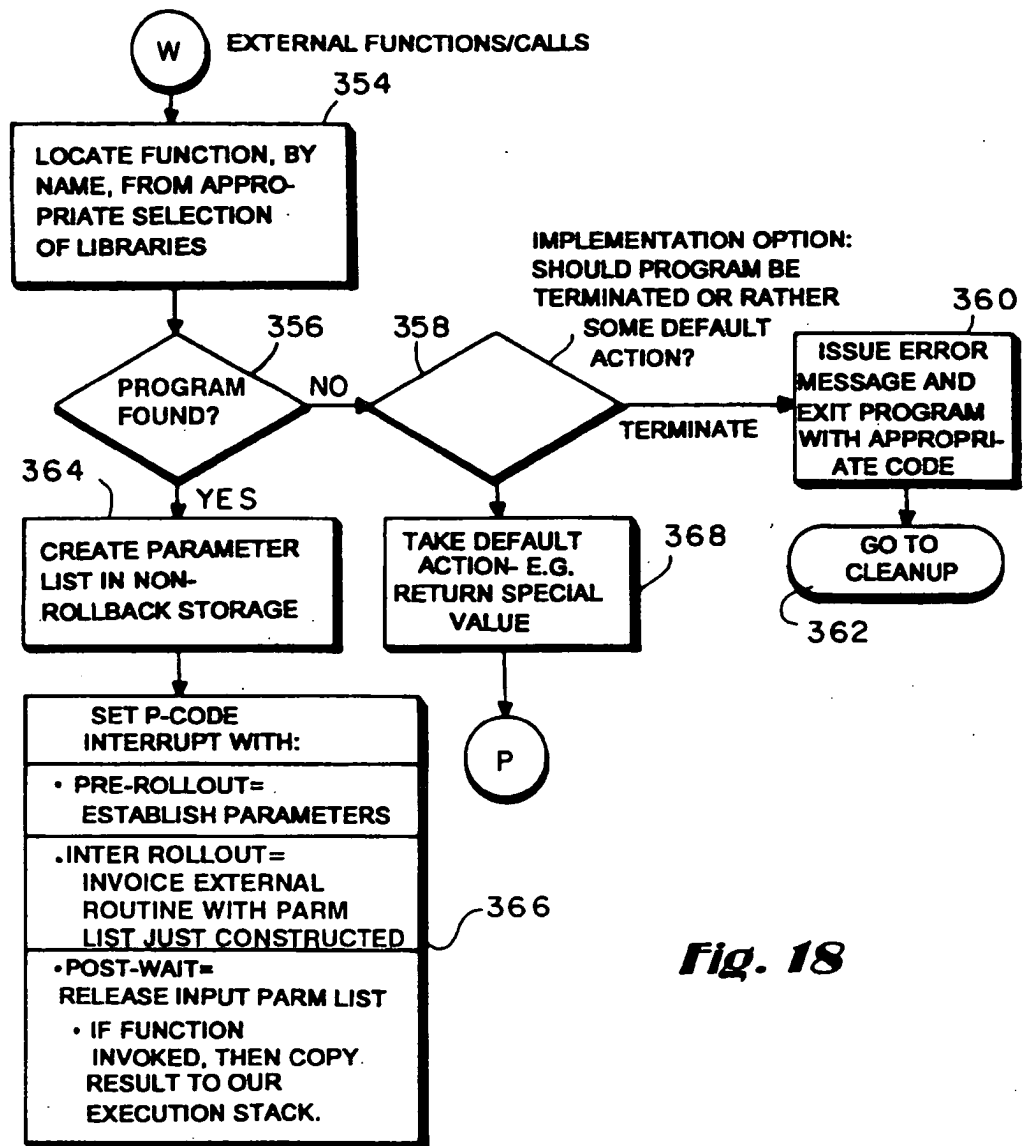 W
EXTERNAL FUNCTIONS/CALLS
354
LOCATE FUNCTION, BY
NAME, FROM APPRO-
PRIATE SELECTION
OF LIBRARIES
356
PROGRAM
FOUND?
NO
358
IMPLEMENTATION OPTION:
SHOULD PROGRAM BE
TERMINATED OR RATHER
SOME DEFAULT
ACTION?
TERMINATE
360
ISSUE ERROR
MESSAGE AND
EXIT PROGRAM
WITH APPROPRI-
ATE CODE
GO TO
CLEANUP
362
364
YES
CREATE PARAMETER
LIST IN NON-
ROLLBACK STORAGE
TAKE DEFAULT
ACTION- E.G.
RETURN SPECIAL
VALUE
368
P
SET P-CODE
INTERRUPT WITH:
• PRE-ROLLOUT=
ESTABLISH PARAMETERS
.INTER ROLLOUT=
INVOICE EXTERNAL
ROUTINE WITH PARM
LIST JUST CONSTRUCTED
366
•POST-WAIT=
RELEASE INPUT PARM LIST
• IF FUNCTION
INVOKED, THEN COPY
RESULT TO OUR
EXECUTION STACK.
Fig. 18